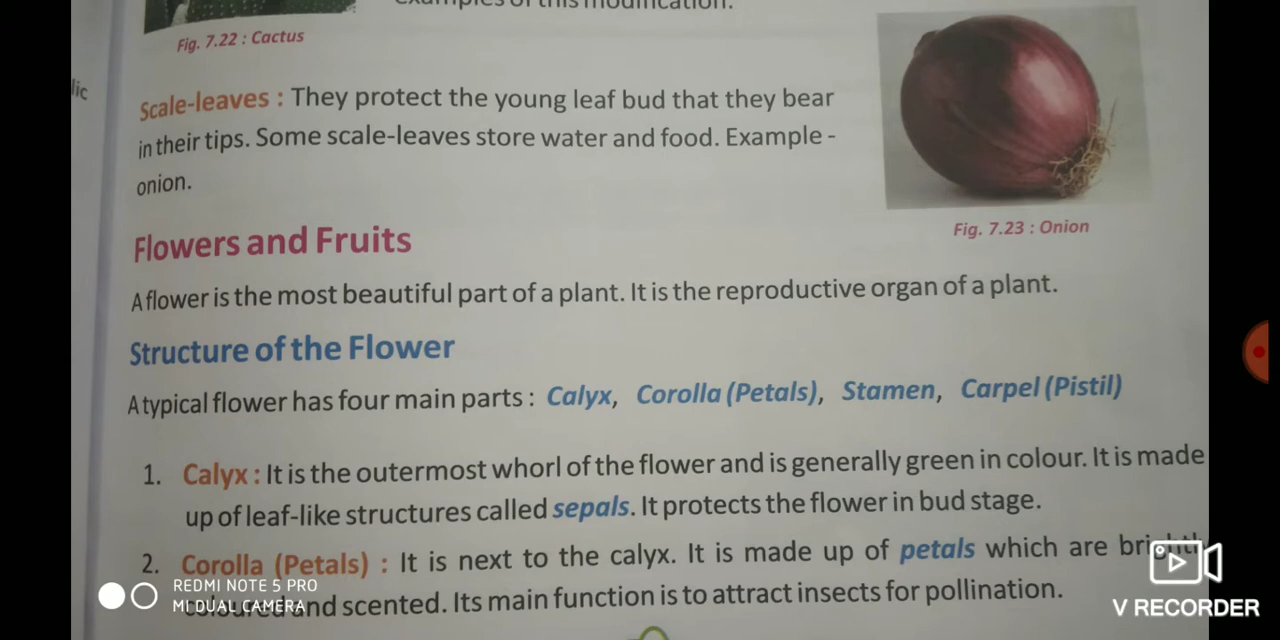 examples of this modification.
Fig. 7.22 : Cactus
lic
Scale-leaves : They protect the young leaf bud that they bear
in their tips. Some scale-leaves store water and food. Example -
onion.
Fig. 7.23 : Onion
Flowers and Fruits
A flower is the most beautiful part of a plant. It is the reproductive organ of a plant.
Structure of the Flower
A typical flower has four main parts : Calyx, Corolla (Petals), Stamen, Carpel (Pistil)
1. Calyx : It is the outermost whorl of the flower and is generally green in colour. It is made
up of leaf-like structures called sepals. It protects the flower in bud stage.
2. Corolla (Petals) : It is next to the calyx. It is made up of petals which are brightly
coloured and scented. Its main function is to attract insects for pollination.
REDMI NOTE 5 PRO
MI DUAL CAMERA
V RECORDER